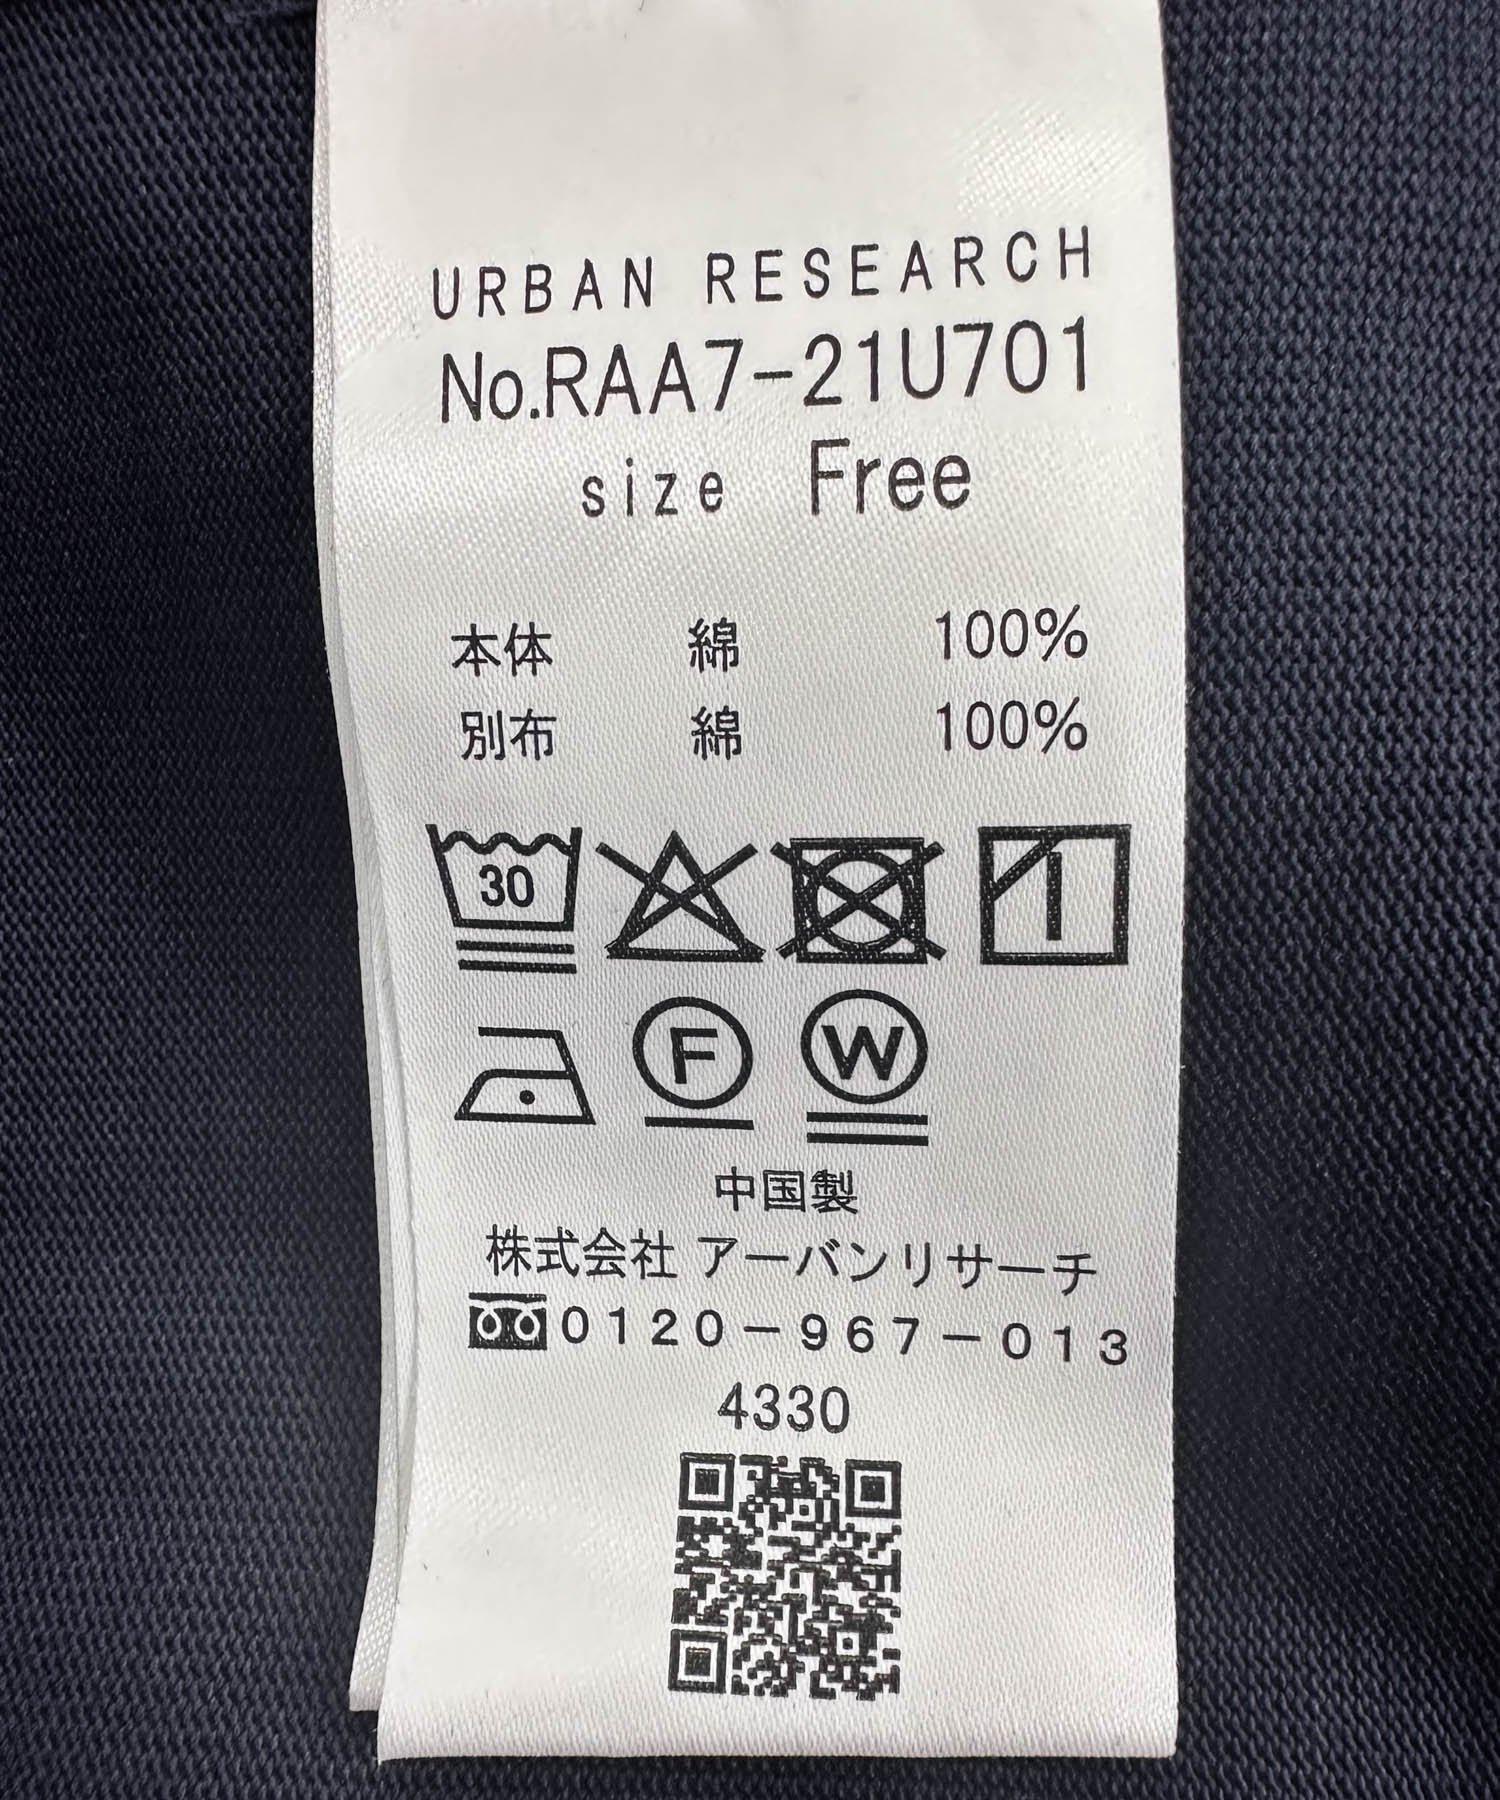 URBAN RESEARCH
No.RAA7-21U701
size Free
本体 綿 100%
別布 綿 100%
30
F W
中国製
株式会社 アーバンリサーチ
0120-967-013
4330